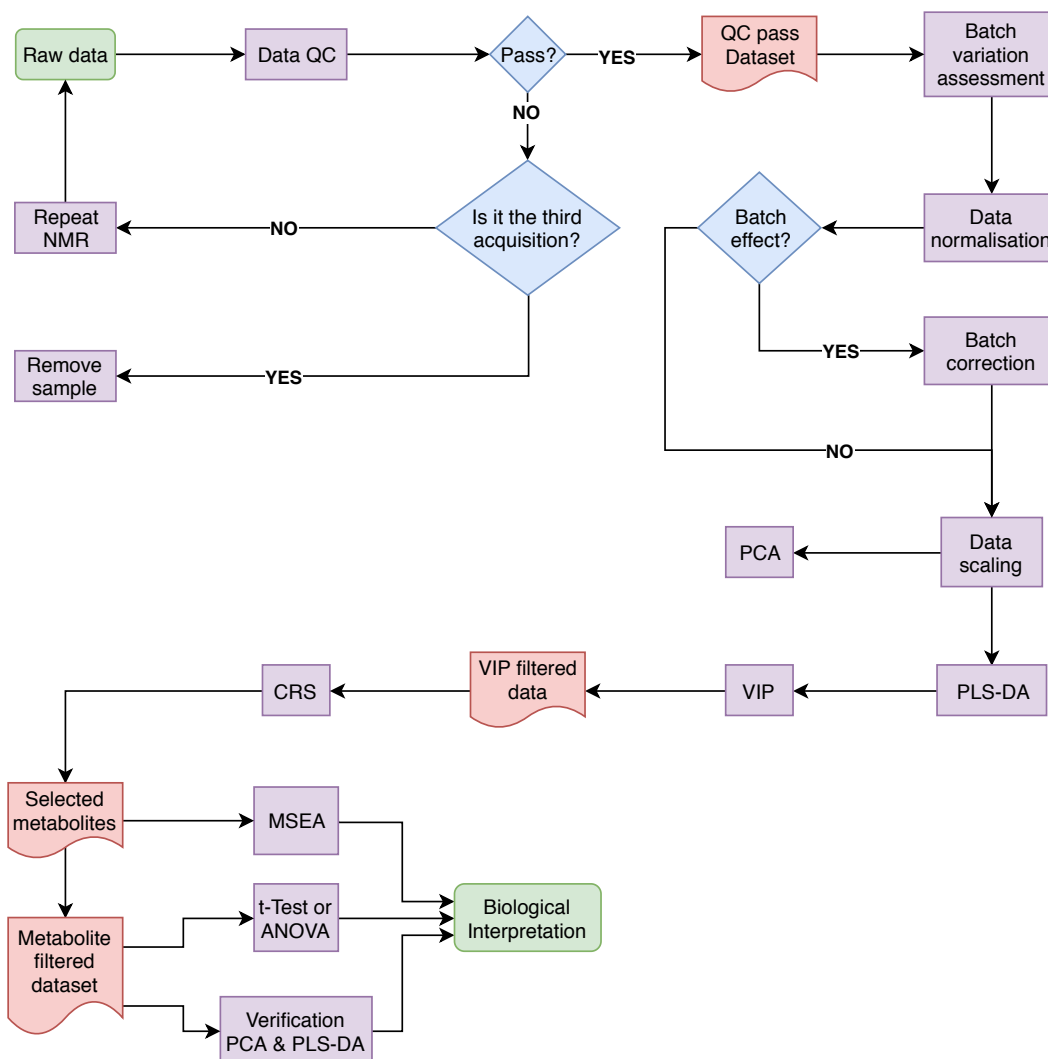 Raw data
Data QC
Pass?
YES
QC pass
Dataset
Batch
variation
assessment
NO
Repeat
NMR
NO
Is it the third
acquisition?
Batch
effect?
Data
normalisation
Remove
sample
YES
YES
Batch
correction
NO
PCA
Data
scaling
CRS
VIP filtered
data
VIP
PLS-DA
Selected
metabolites
MSEA
Metabolite
filtered
dataset
t-Test or
ANOVA
Biological
Interpretation
Verification
PCA & PLS-DA